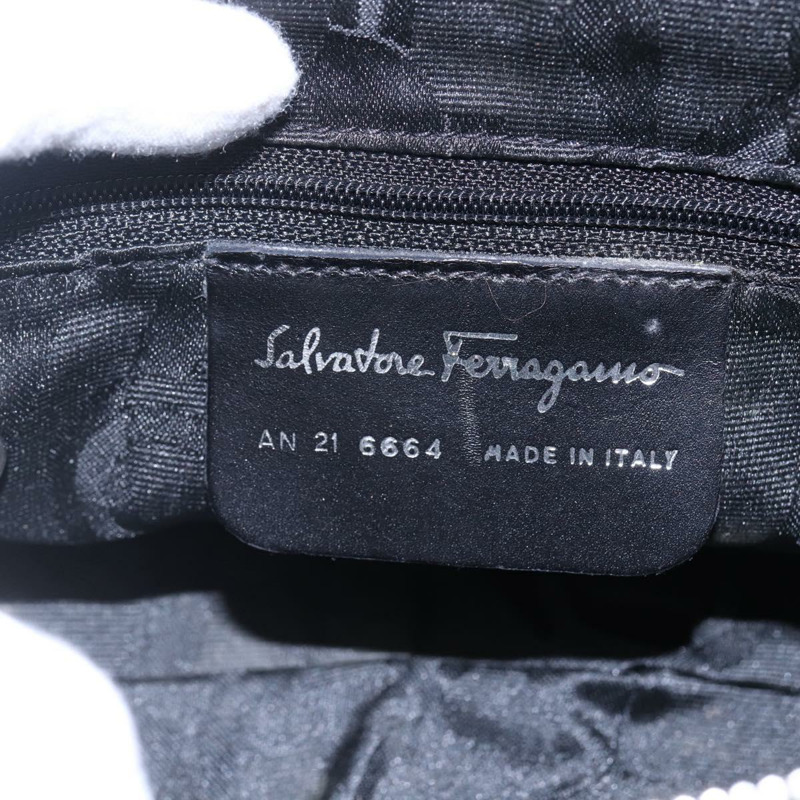 Salvatore Ferragamo
AN 21 6664 MADE IN ITALY